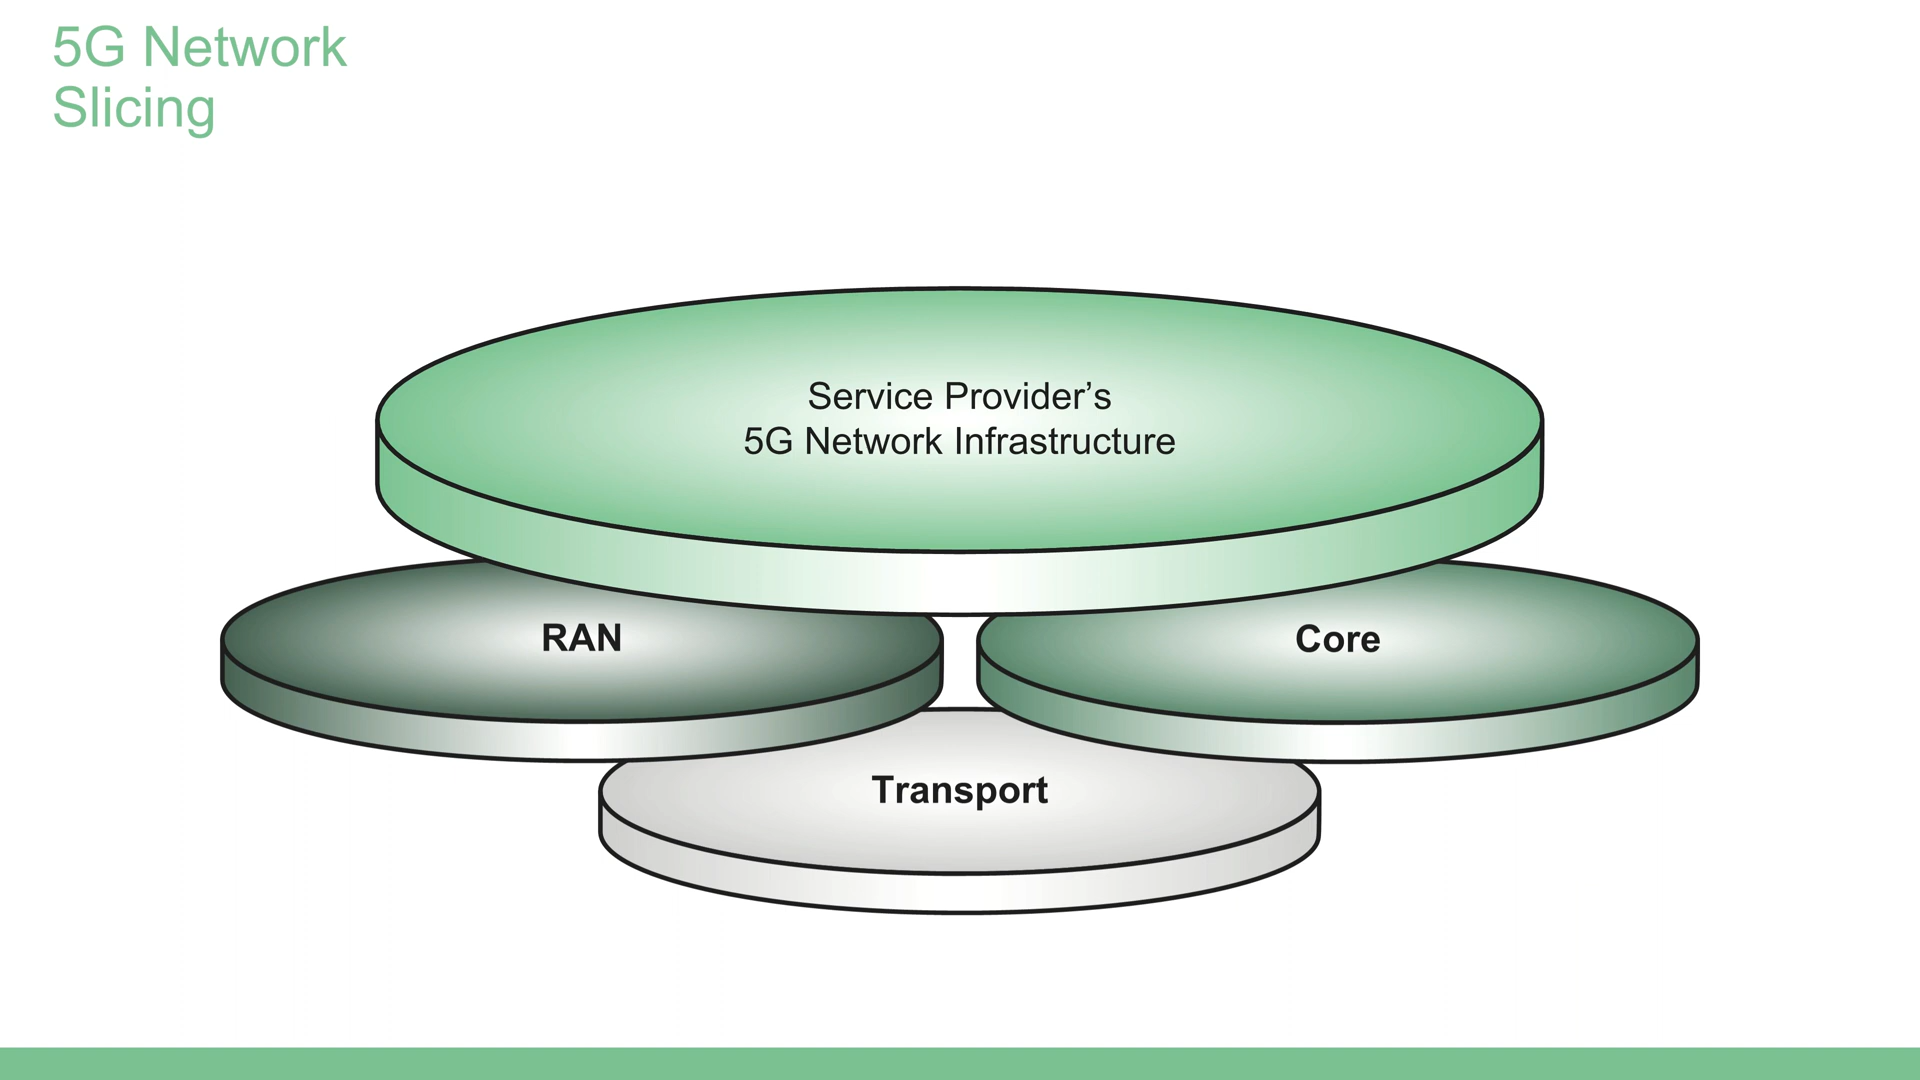 5G Network
Slicing
Service Provider’s
5G Network Infrastructure
RAN
Core
Transport